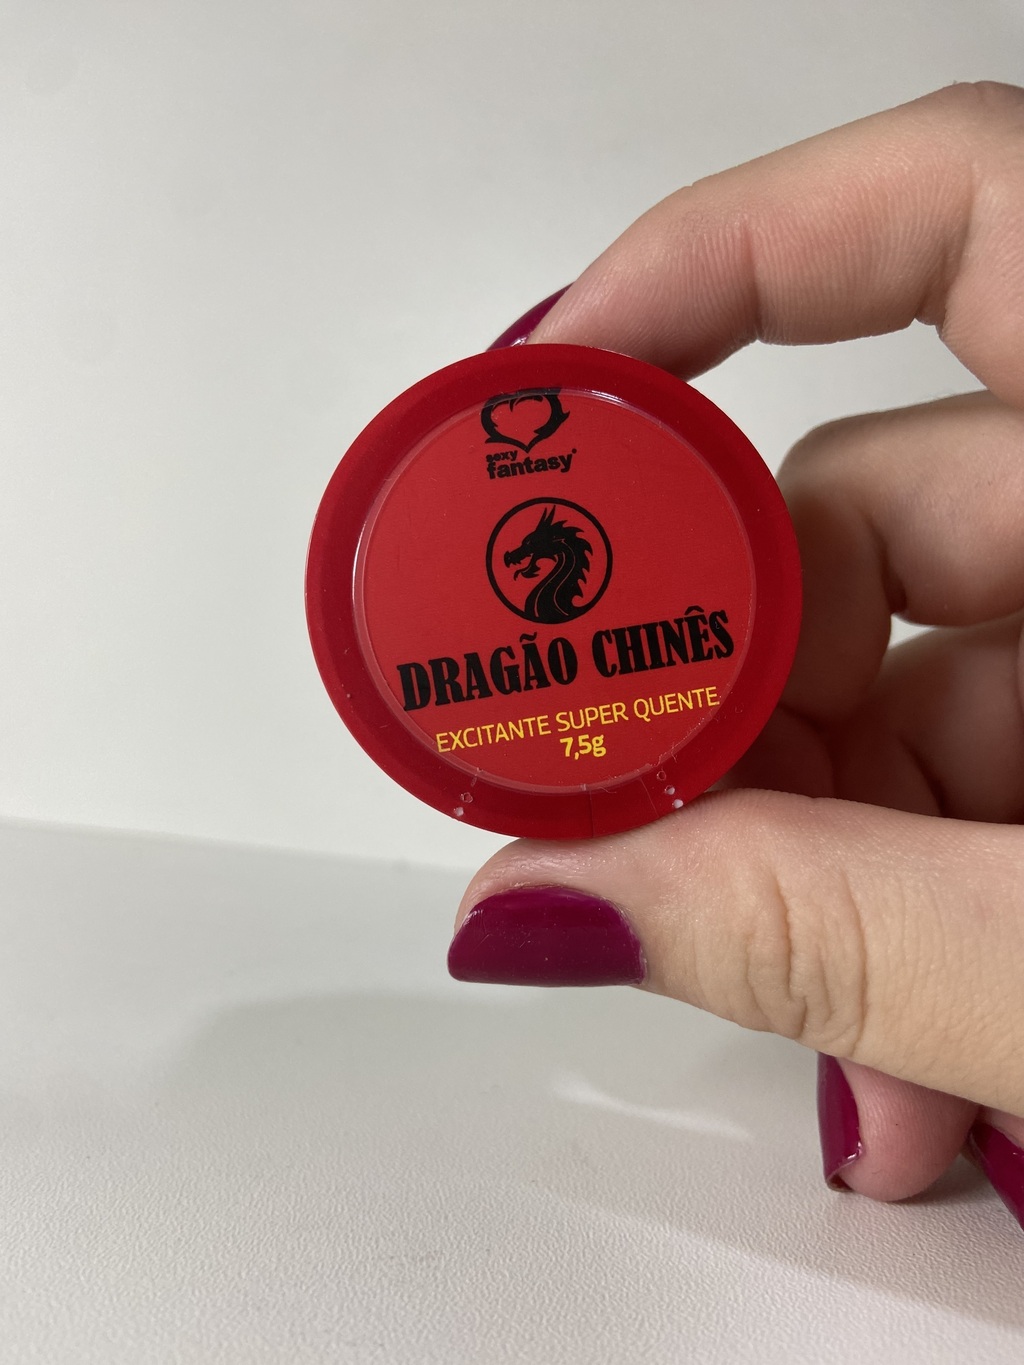 sexy
fantasy®
DRAGÃO CHINÊS
EXCITANTE SUPER QUENTE
7,5g